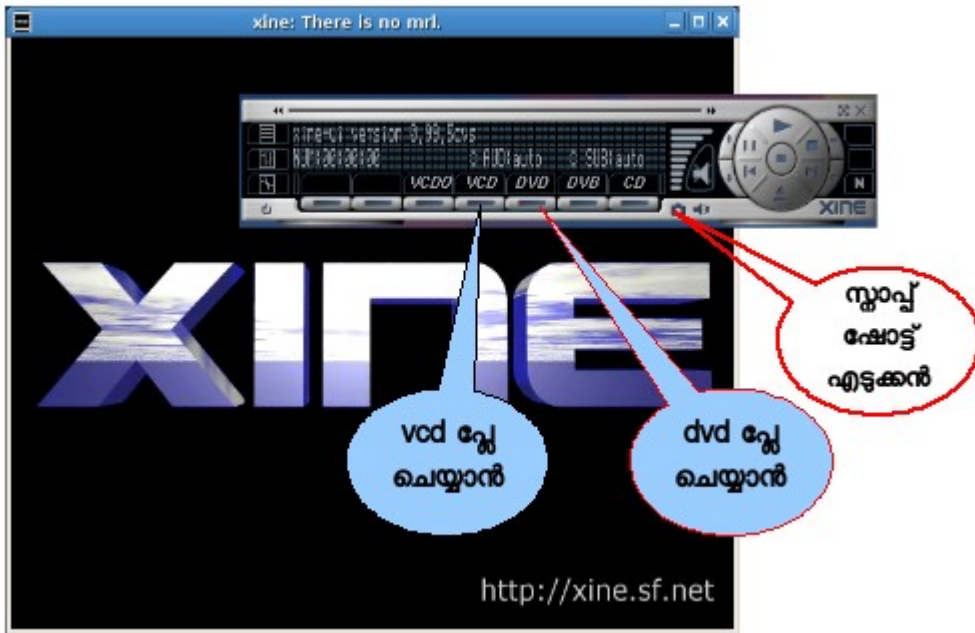 xine: There is no mrl.
xine-ui version 0,99,5cvs
NUM:00:00:00 AUD:auto SUB:auto
VCDO VCD DVD DVB CD
N
XINE
XINE
സ്നാപ്പ്
ഷോട്ട്
എടുക്കൻ
vcd പ്ലേ
ചെയ്യാൻ
dvd പ്ലേ
ചെയ്യാൻ
http://xine.sf.net